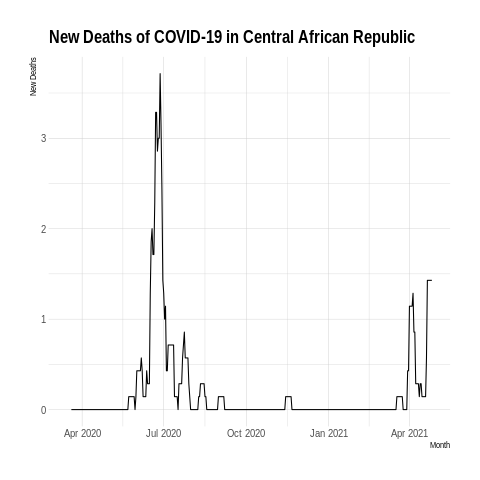 New Deaths of COVID-19 in Central African Republic
New Deaths
3
2
1
0
Apr 2020 Jul 2020 Oct 2020 Jan 2021 Apr 2021
Month